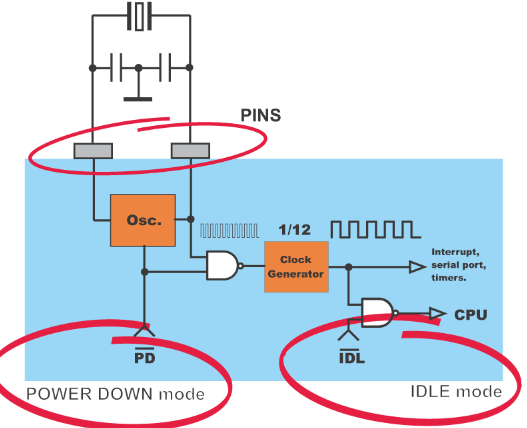 PINS
Osc.
1/12
Clock
Generator
Interrupt,
serial port,
timers.
CPU
PD
IDL
POWER DOWN mode
IDLE mode